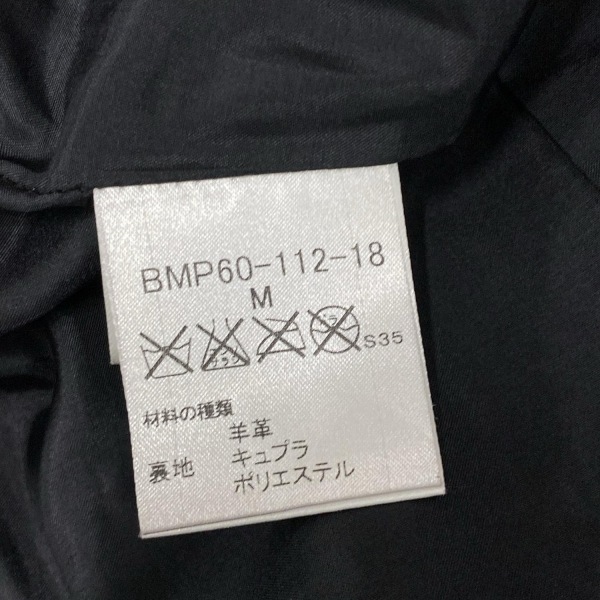 BMP60-112-18
M
S35
材料の種類
羊革
裏地 キュプラ
ポリエステル